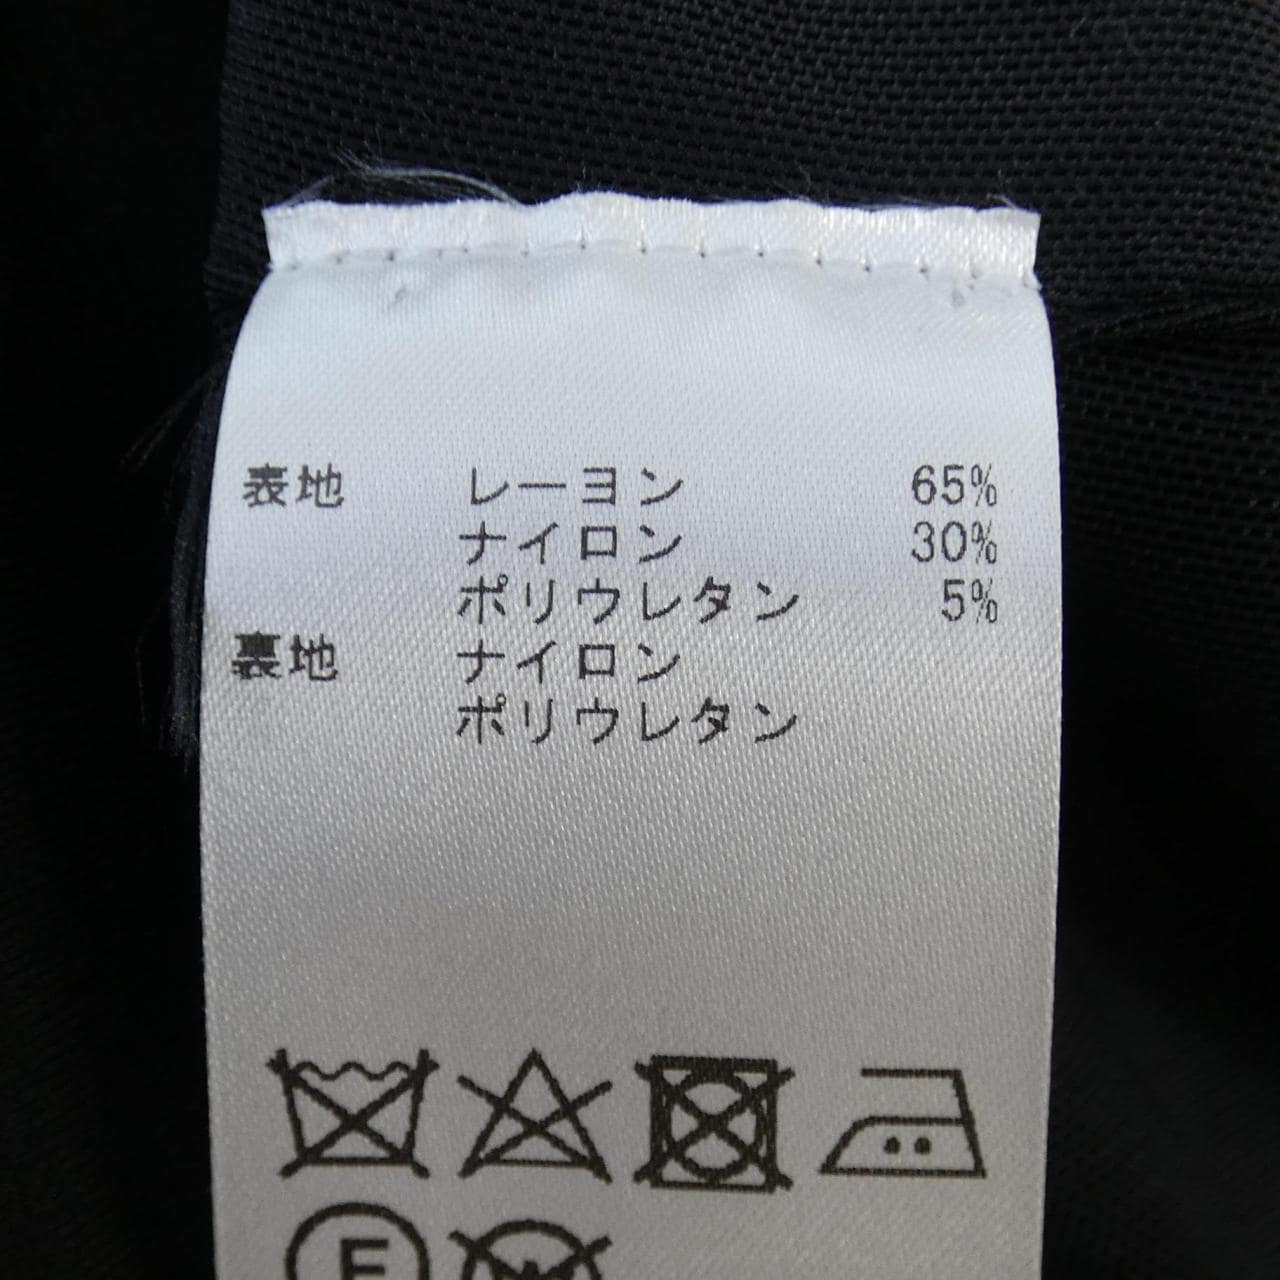 表地 レーヨン 65%
ナイロン 30%
ポリウレタン 5%
裏地 ナイロン
ポリウレタン